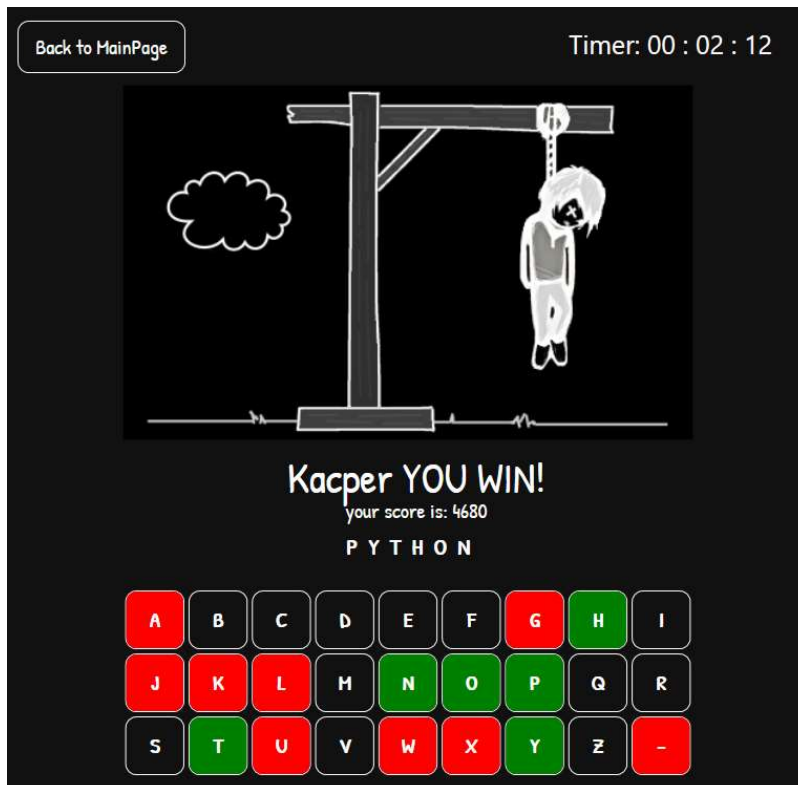 Back to MainPage
Timer: 00 : 02 : 12
Kacper YOU WIN!
your score is: 4680
P Y T H O N
A B C D E F G H I
J K L M N O P Q R
S T U V W X Y Z -